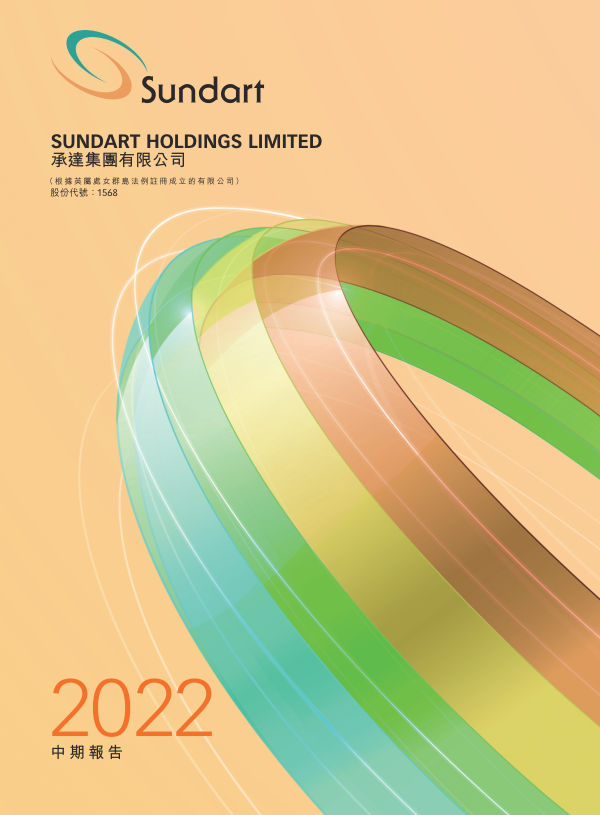 Sundart
SUNDART HOLDINGS LIMITED
承達集團有限公司
（根據英屬處女群島法例註冊成立的有限公司）
股份代號：1568
2022
中期報告